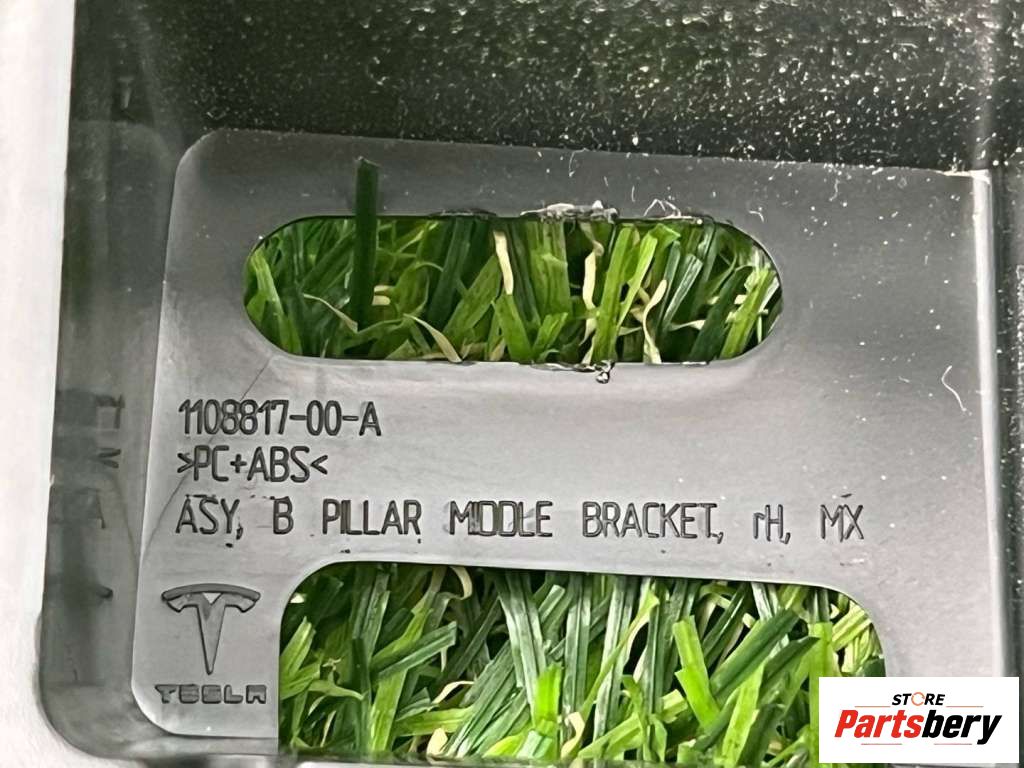 1108817-00-A
>PC+ABS<
ASY, B PILLAR MIDDLE BRACKET, rH, MX
TESLA
STORE
Partsbery